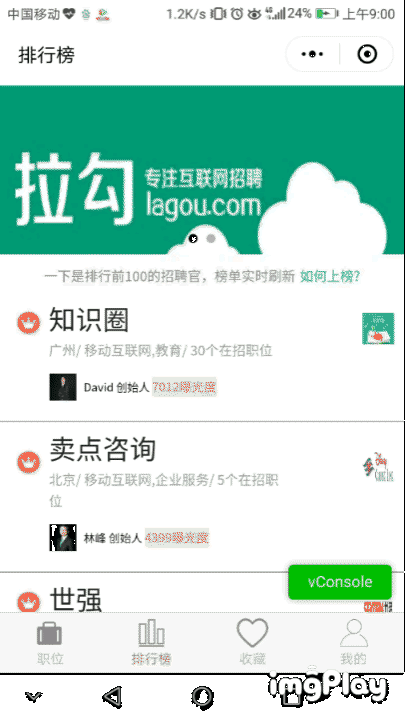 中国移动 1.2K/s 24% 上午9:00
排行榜
拉勾 专注互联网招聘
lagou.com
一下是排行前100的招聘官，榜单实时刷新 如何上榜?
知识圈
广州/ 移动互联网,教育/ 30个在招职位
David 创始人 7012曝光度
卖点咨询
北京/ 移动互联网,企业服务/ 5个在招职
位
林峰 创始人 4399曝光度
vConsole
世强
职位 排行榜 收藏 我的
imgPlay